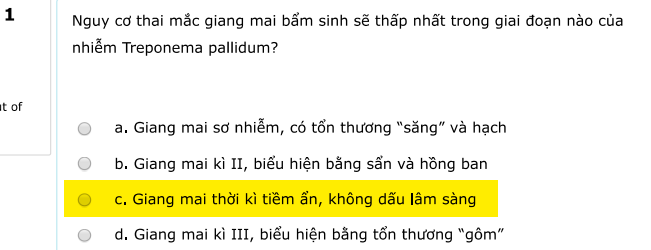 1
Nguy cơ thai mắc giang mai bẩm sinh sẽ thấp nhất trong giai đoạn nào của
nhiễm Treponema pallidum?
t of
a. Giang mai sơ nhiễm, có tổn thương “săng” và hạch
b. Giang mai kì II, biểu hiện bằng sẩn và hồng ban
c. Giang mai thời kì tiềm ẩn, không dấu lâm sàng
d. Giang mai kì III, biểu hiện bằng tổn thương “gôm”